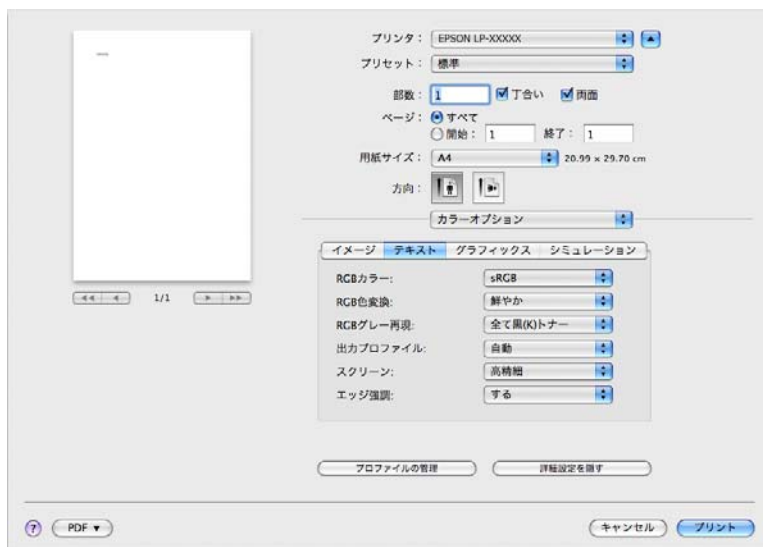 プリンタ： EPSON LP-XXXXX
プリセット： 標準
部数： 1 丁合い 両面
ページ： すべて
開始： 1 終了： 1
用紙サイズ： A4 20.99 × 29.70 cm
方向：
カラーオプション
イメージ テキスト グラフィックス シミュレーション
RGBカラー: sRGB
RGB色変換: 鮮やか
RGBグレー再現: 全て黒(K)トナー
出力プロファイル: 自動
スクリーン: 高精細
エッジ強調: する
1/1
プロファイルの管理 詳細設定を隠す
? PDF ▼ キャンセル プリント